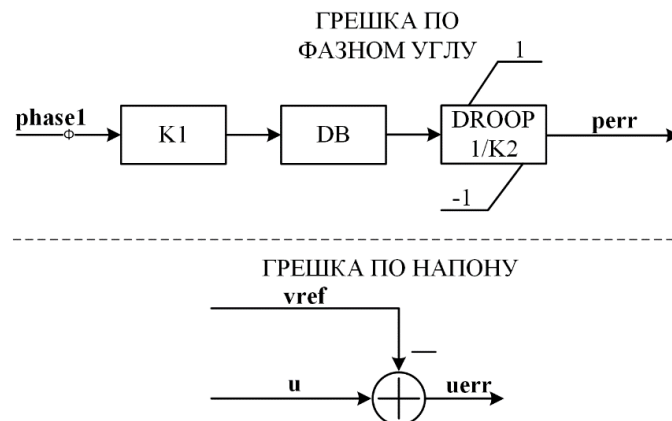 ГРЕШКА ПО
ФАЗНОМ УГЛУ
1
phase1
Ф
K1
DB
DROOP
1/K2
perr
-1
ГРЕШКА ПО НАПОНУ
vref
u
uerr